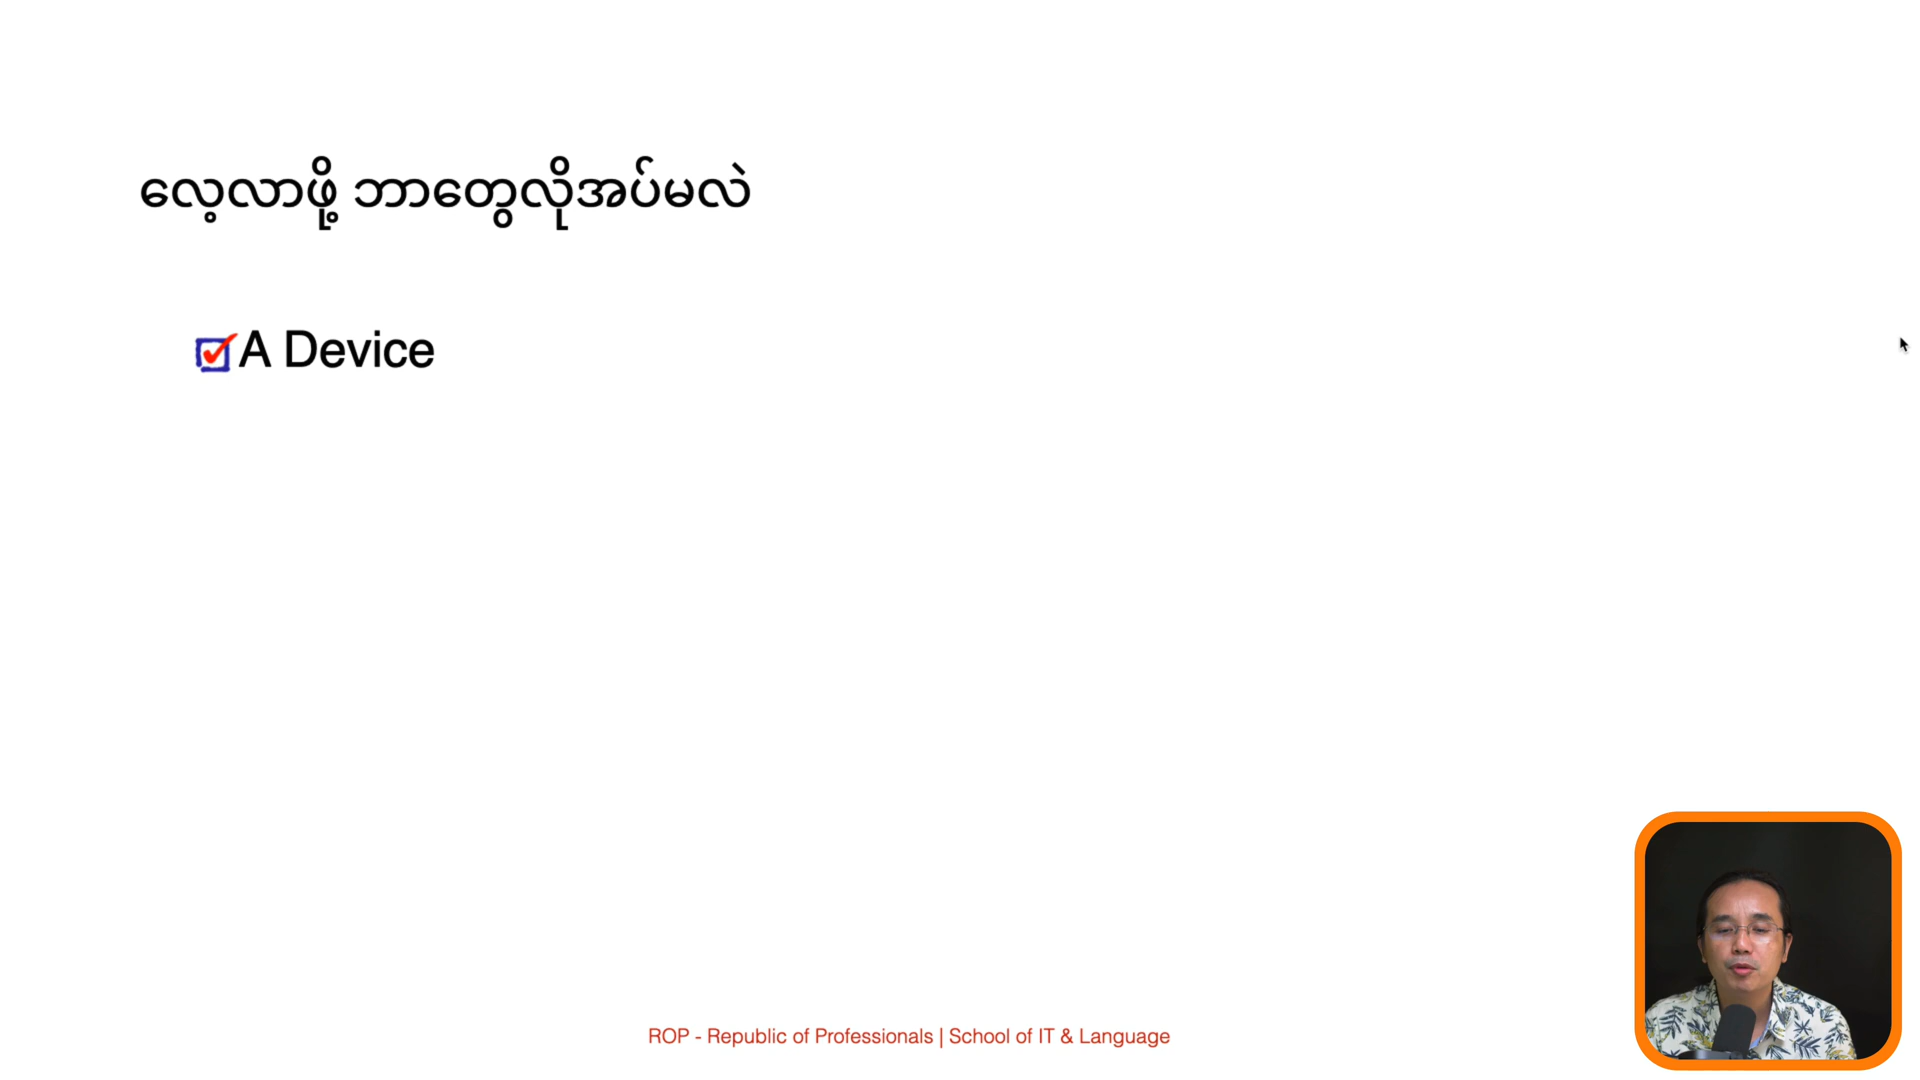 လေ့လာဖို့ ဘာတွေလိုအပ်မလဲ
A Device
ROP - Republic of Professionals | School of IT & Language